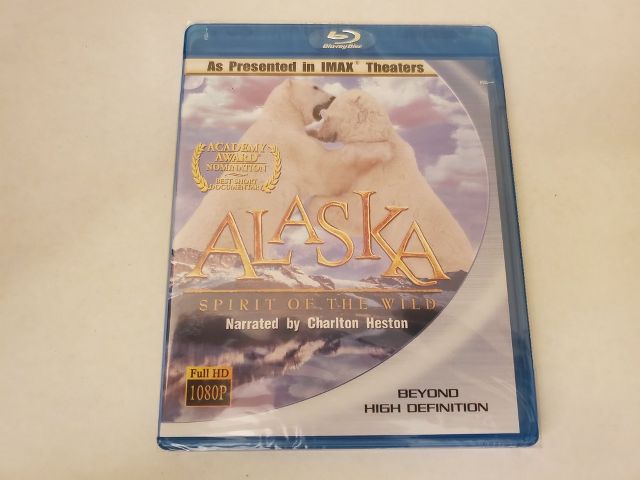 Blu-ray Disc
As Presented in IMAX® Theaters
ACADEMY
AWARD®
NOMINATION
BEST SHORT
DOCUMENTARY
ALASKA
SPIRIT OF THE WILD
Narrated by Charlton Heston
Full HD
1080P
BEYOND
HIGH DEFINITION